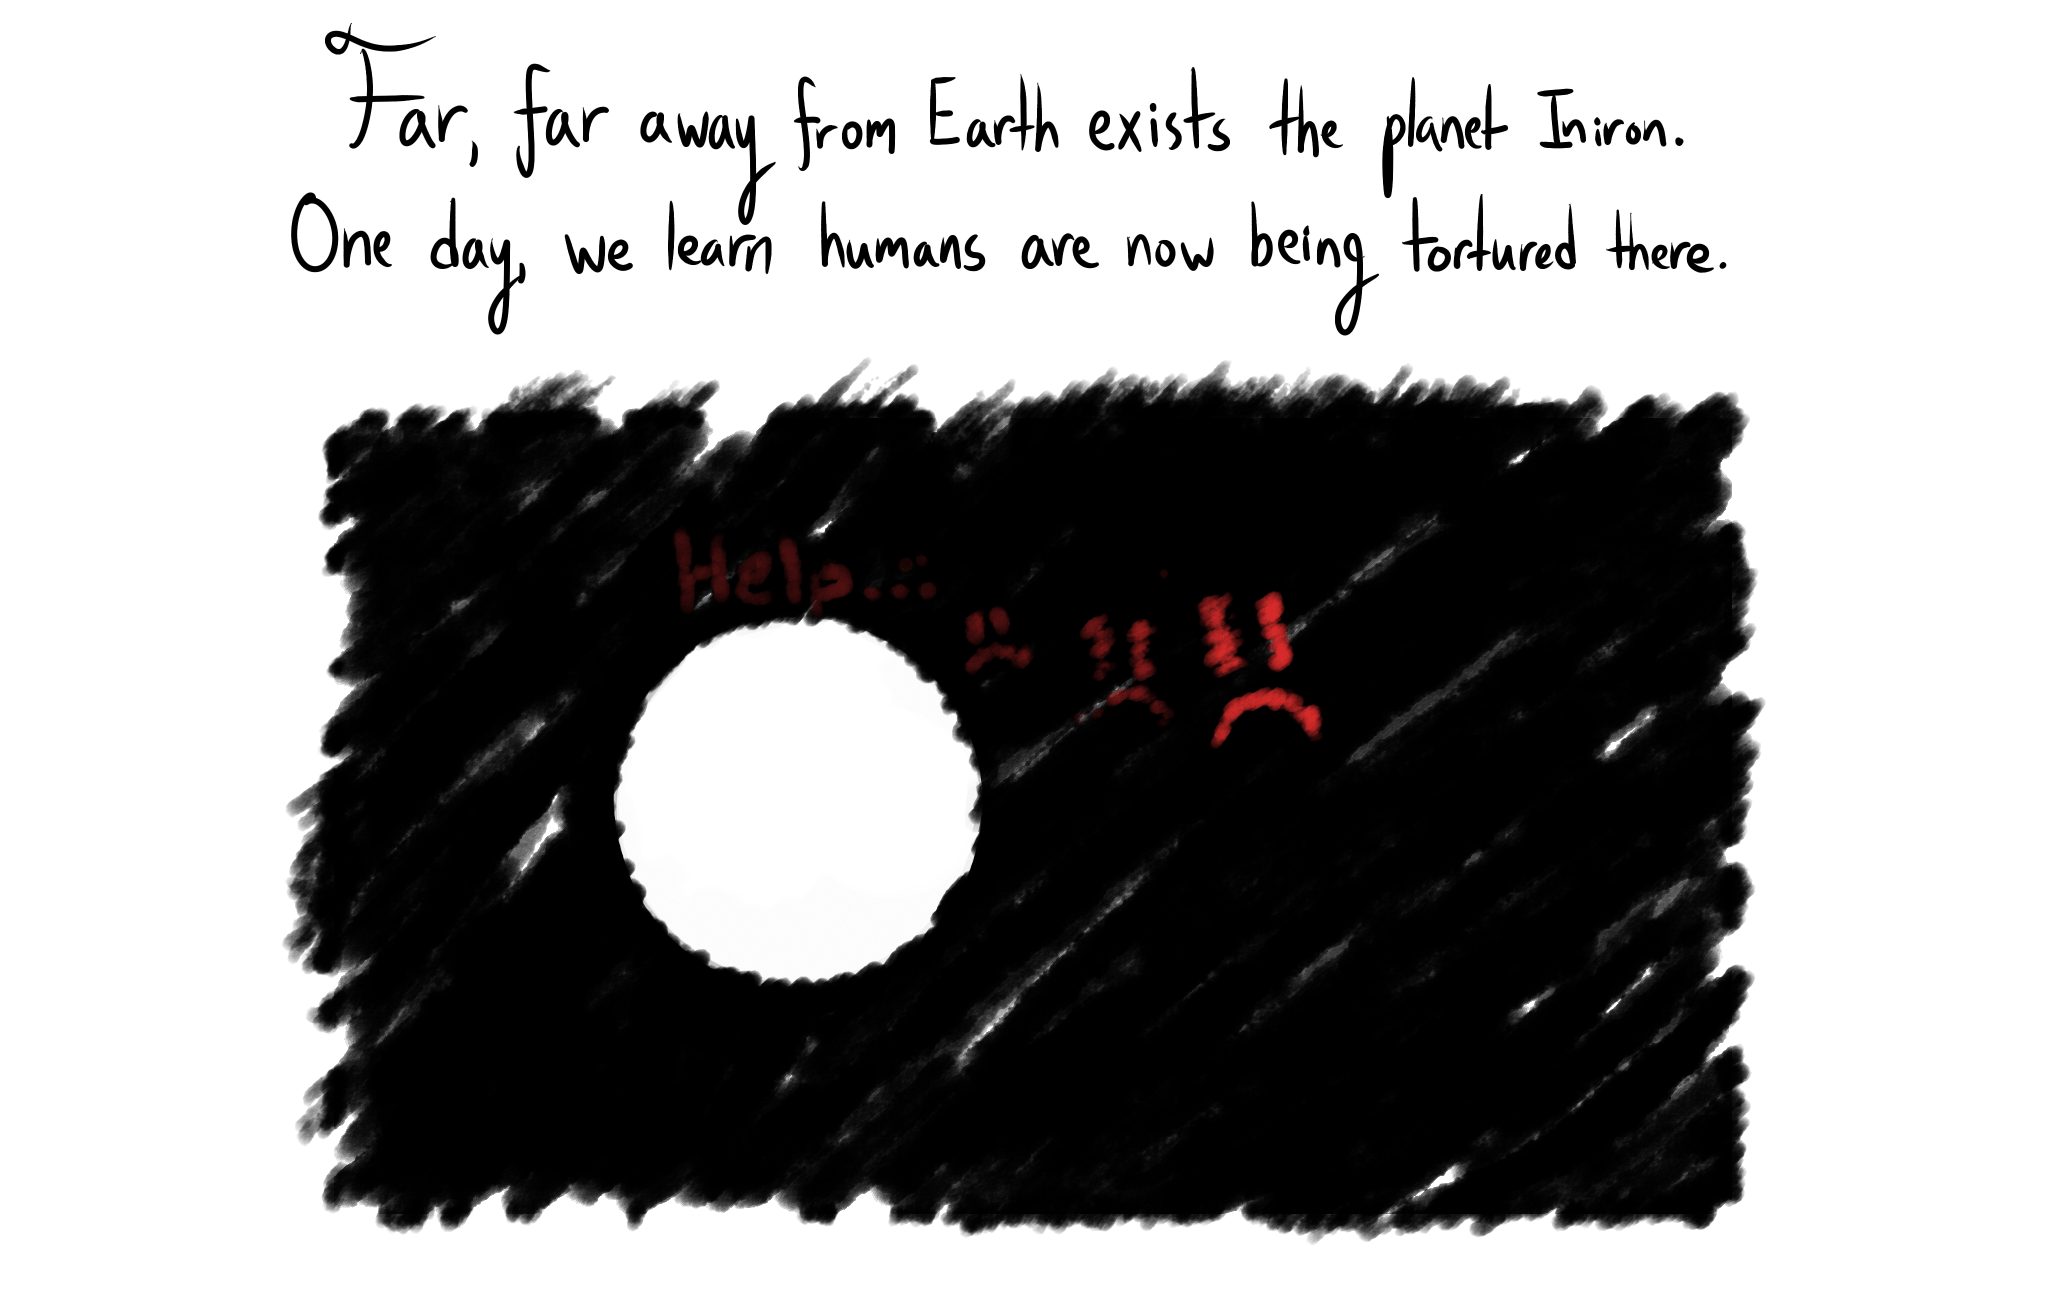 Far, far away from Earth exists the planet Iniron.
One day, we learn humans are now being tortured there.
Help...